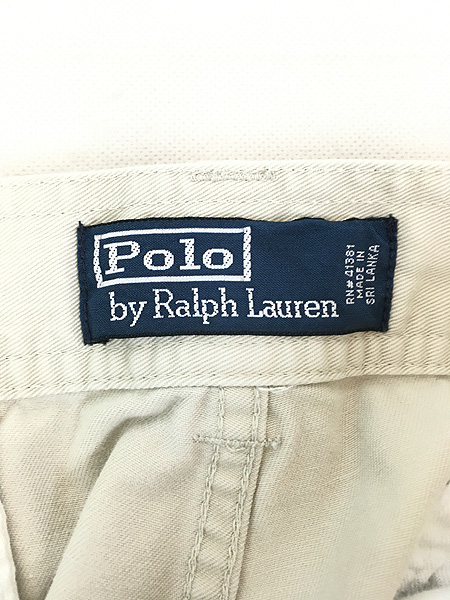 Polo
by Ralph Lauren
RN# 41381
MADE IN
SRI LANKA